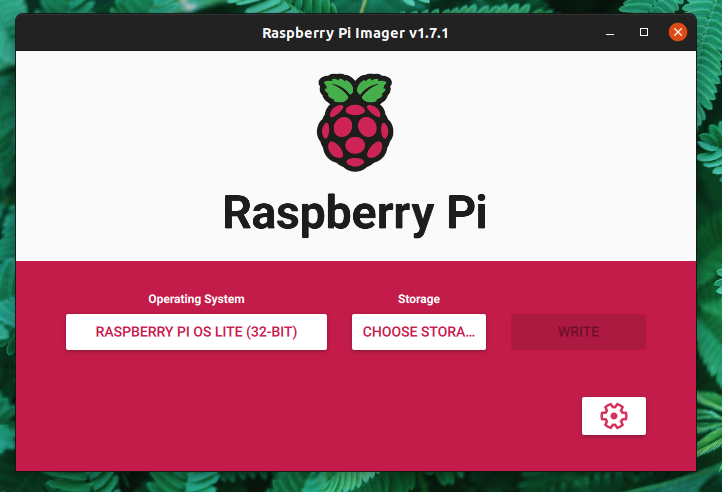 Raspberry Pi Imager v1.7.1
Raspberry Pi
Operating System
Storage
RASPBERRY PI OS LITE (32-BIT)
CHOOSE STORA...
WRITE